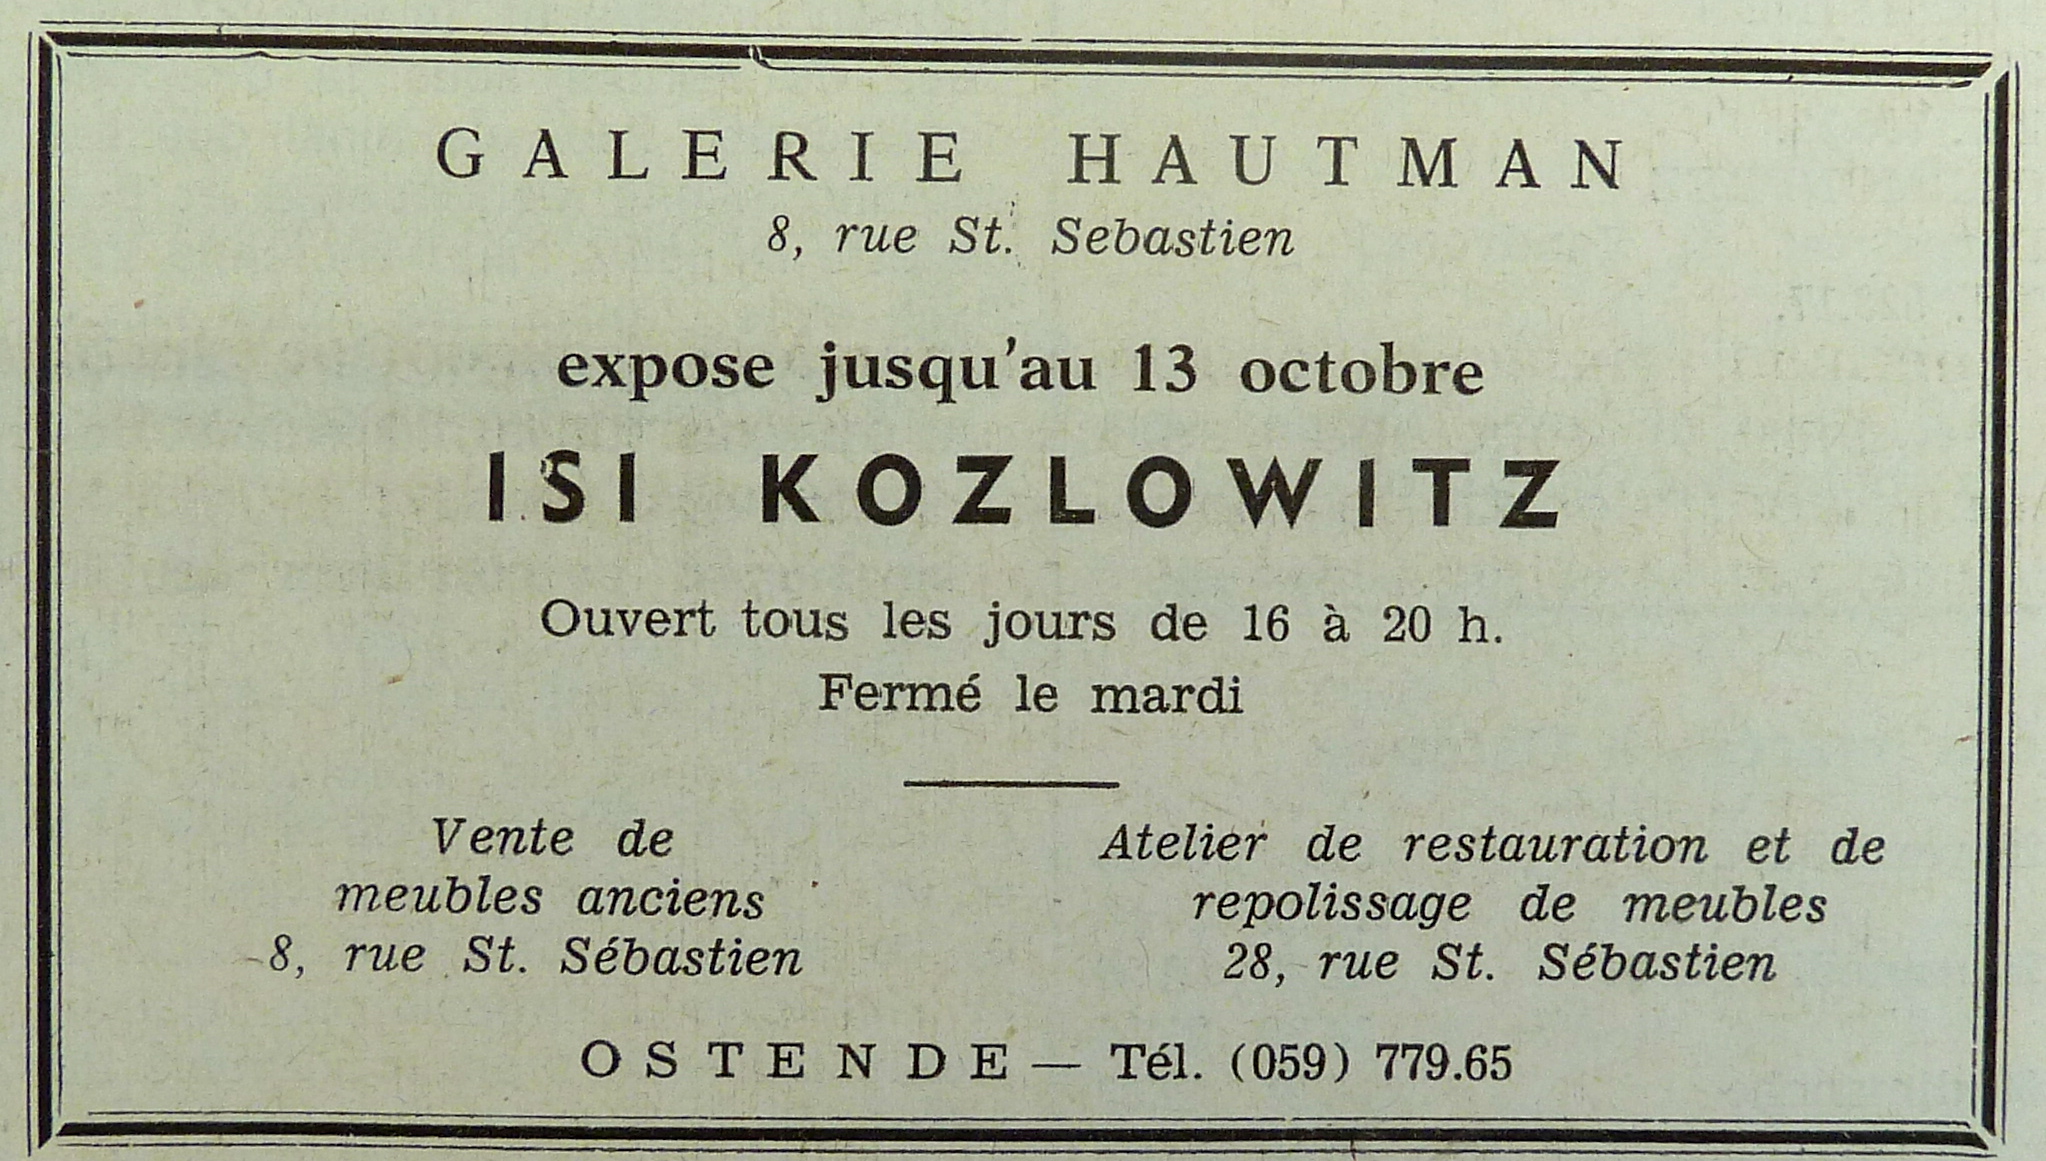 GALERIE HAUTMAN
8, rue St. Sebastien
expose jusqu'au 13 octobre
ISI KOZLOWITZ
Ouvert tous les jours de 16 à 20 h.
Fermé le mardi
Vente de
meubles anciens
8, rue St. Sébastien
Atelier de restauration et de
repolissage de meubles
28, rue St. Sébastien
OSTENDE — Tél. (059) 779.65